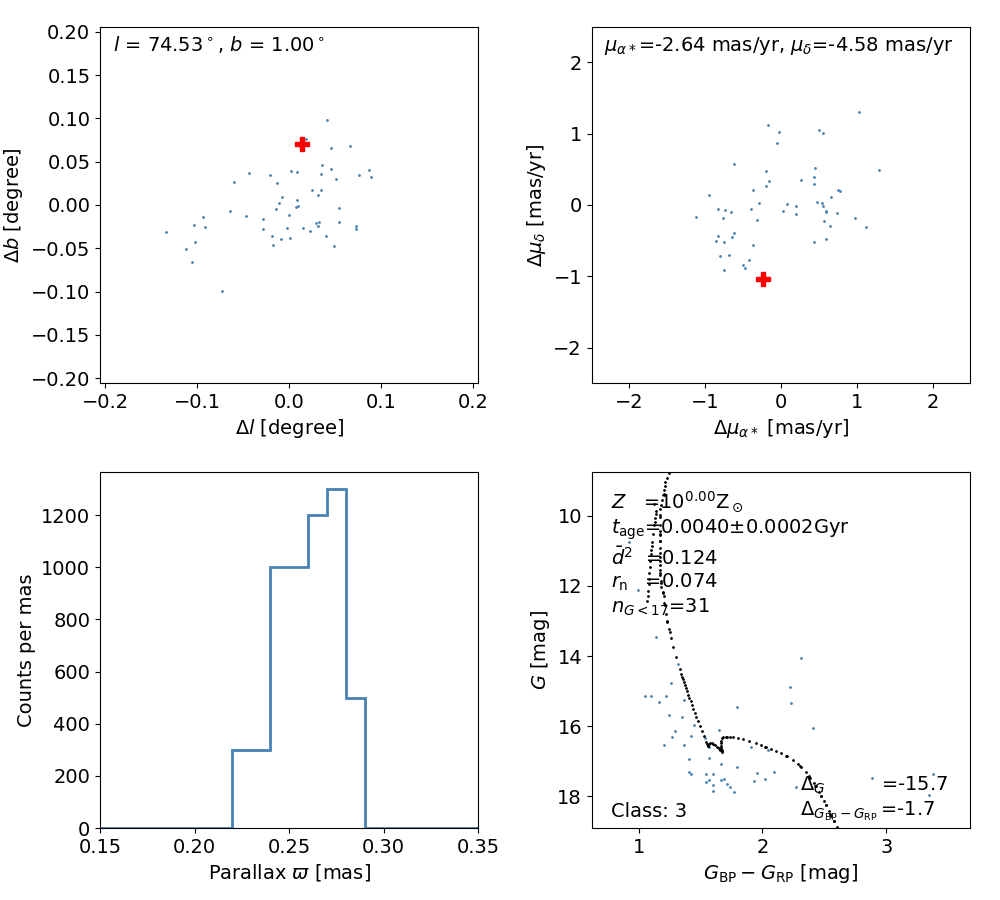 l = 74.53°, b = 1.00°
0.20
0.15
0.10
0.05
0.00
−0.05
−0.10
−0.15
−0.20
Δb [degree]
−0.2 −0.1 0.0 0.1 0.2
Δl [degree]
μα*=-2.64 mas/yr, μδ=-4.58 mas/yr
2
1
0
−1
−2
Δμδ [mas/yr]
−2 −1 0 1 2
Δμα* [mas/yr]
1200
1000
800
600
400
200
0
Counts per mas
0.15 0.20 0.25 0.30 0.35
Parallax ϖ [mas]
Z =10^0.00 Z⊙
t_age=0.0040±0.0002Gyr
d̄² =0.124
r_n =0.074
n_G<17=31
10
12
14
16
18
G [mag]
Δ_G =-15.7
Δ_GBP−GRP =-1.7
Class: 3
1 2 3
G_BP − G_RP [mag]